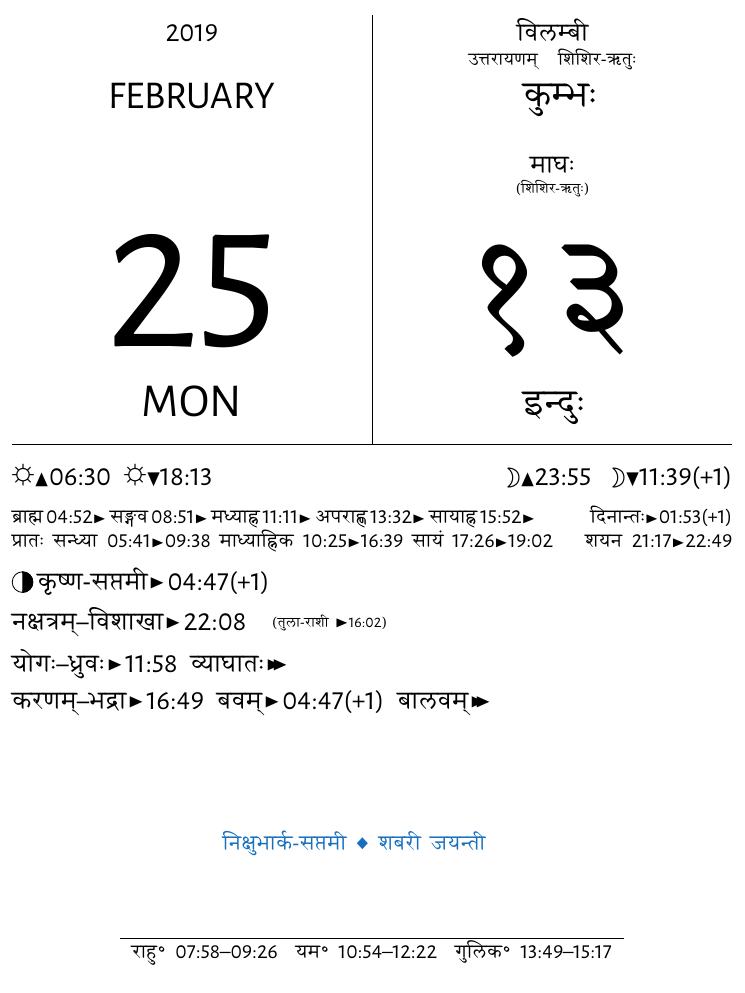 2019
FEBRUARY
25
MON
विलम्बी
उत्तरायणम् शिशिर-ऋतुः
कुम्भः
माघः
(शिशिर-ऋतुः)
१३
इन्दुः
☼▲06:30 ☼▼18:13 ☽▲23:55 ☽▼11:39(+1)
ब्राह्म 04:52► सङ्गव 08:51► मध्याह्न 11:11► अपराह्ण 13:32► सायाह्न 15:52► दिनान्तः►01:53(+1)
प्रातः सन्ध्या 05:41►09:38 माध्याह्निक 10:25►16:39 सायं 17:26►19:02 शयन 21:17►22:49
◑ कृष्ण-सप्तमी► 04:47(+1)
नक्षत्रम्–विशाखा► 22:08 (तुला-राशी ►16:02)
योगः–ध्रुवः►11:58 व्याघातः►►
करणम्–भद्रा►16:49 बवम्►04:47(+1) बालवम्►►
निक्षुभार्क-सप्तमी ◆ शबरी जयन्ती
राहु° 07:58–09:26 यम° 10:54–12:22 गुलिक° 13:49–15:17